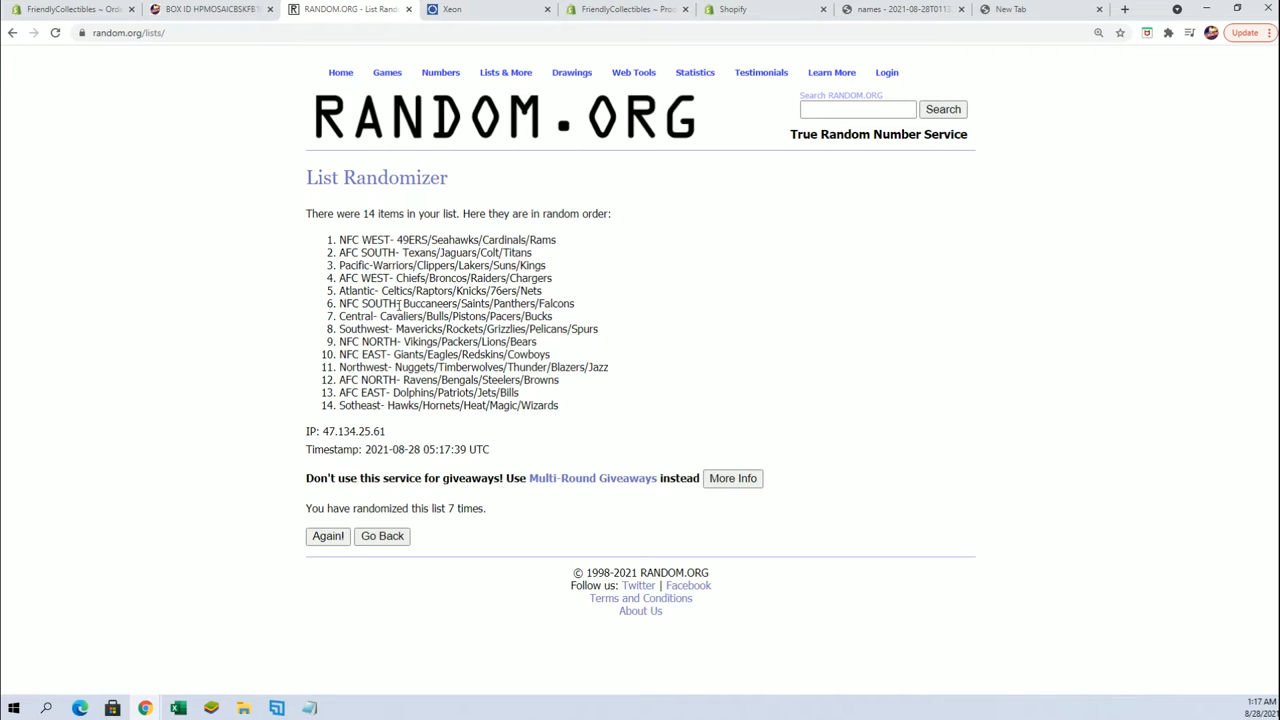 FriendlyCollectibles ~ Orde
BOX ID HPMOSAICBSKFB
RANDOM.ORG - List Rand
Xeon
FriendlyCollectibles ~ Prod
Shopify
names - 2021-08-28T0113
New Tab
random.org/lists/
Update
Home Games Numbers Lists & More Drawings Web Tools Statistics Testimonials Learn More Login
RANDOM.ORG
Search RANDOM.ORG
Search
True Random Number Service
List Randomizer
There were 14 items in your list. Here they are in random order:
1. NFC WEST- 49ERS/Seahawks/Cardinals/Rams
2. AFC SOUTH- Texans/Jaguars/Colt/Titans
3. Pacific-Warriors/Clippers/Lakers/Suns/Kings
4. AFC WEST- Chiefs/Broncos/Raiders/Chargers
5. Atlantic- Celtics/Raptors/Knicks/76ers/Nets
6. NFC SOUTH- Buccaneers/Saints/Panthers/Falcons
7. Central- Cavaliers/Bulls/Pistons/Pacers/Bucks
8. Southwest- Mavericks/Rockets/Grizzlies/Pelicans/Spurs
9. NFC NORTH- Vikings/Packers/Lions/Bears
10. NFC EAST- Giants/Eagles/Redskins/Cowboys
11. Northwest- Nuggets/Timberwolves/Thunder/Blazers/Jazz
12. AFC NORTH- Ravens/Bengals/Steelers/Browns
13. AFC EAST- Dolphins/Patriots/Jets/Bills
14. Sotheast- Hawks/Hornets/Heat/Magic/Wizards
IP: 47.134.25.61
Timestamp: 2021-08-28 05:17:39 UTC
Don't use this service for giveaways! Use Multi-Round Giveaways instead More Info
You have randomized this list 7 times.
Again! Go Back
© 1998-2021 RANDOM.ORG
Follow us: Twitter | Facebook
Terms and Conditions
About Us
1:17 AM
8/28/2021